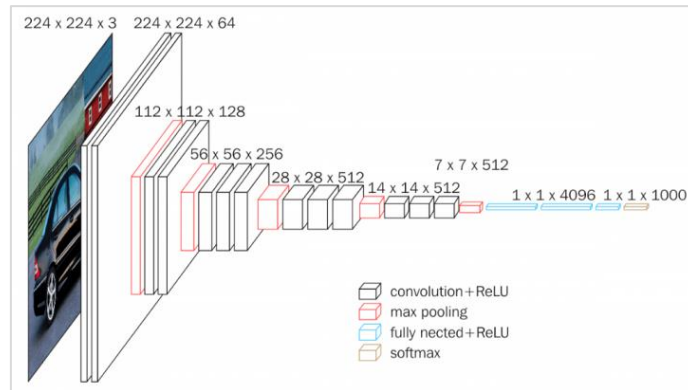 224 x 224 x 3
224 x 224 x 64
112 x 112 x 128
56 x 56 x 256
28 x 28 x 512
14 x 14 x 512
7 x 7 x 512
1 x 1 x 4096
1 x 1 x 1000
convolution+ReLU
max pooling
fully nected+ReLU
softmax